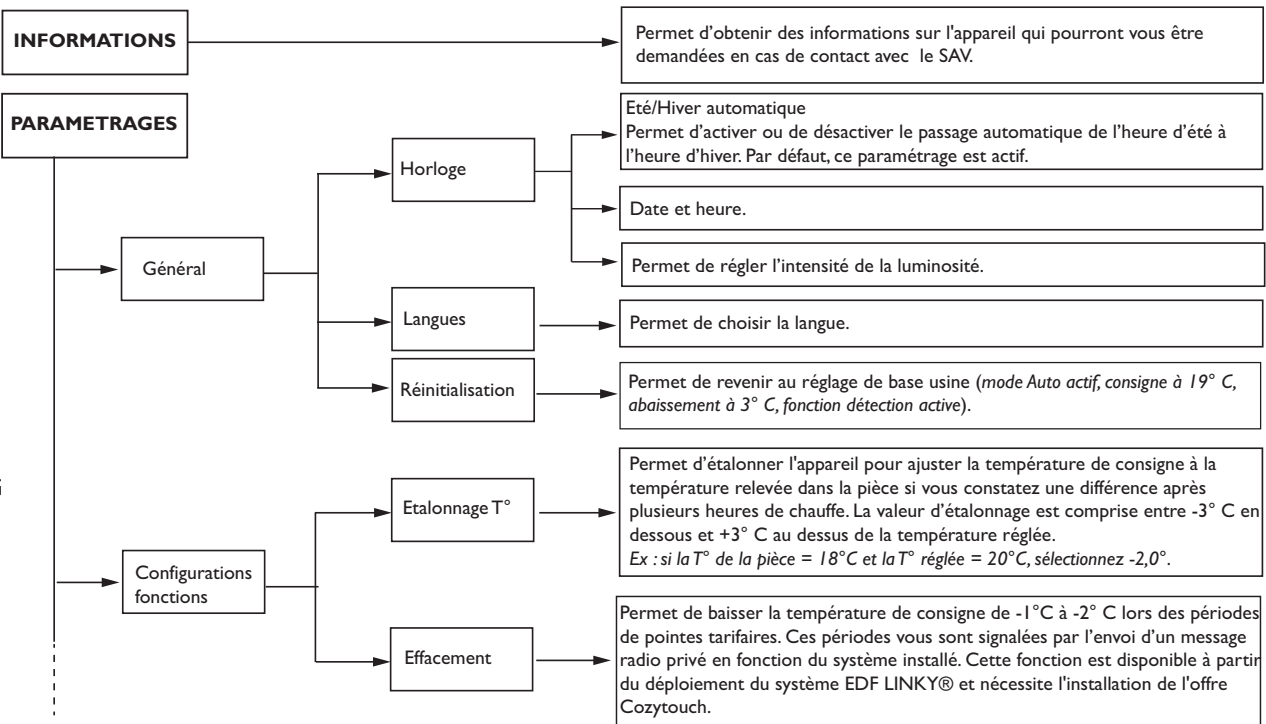 INFORMATIONS
Permet d'obtenir des informations sur l'appareil qui pourront vous être
demandées en cas de contact avec le SAV.
PARAMETRAGES
Général
Horloge
Eté/Hiver automatique
Permet d'activer ou de désactiver le passage automatique de l'heure d'été à
l'heure d'hiver. Par défaut, ce paramétrage est actif.
Date et heure.
Permet de régler l'intensité de la luminosité.
Langues
Permet de choisir la langue.
Réinitialisation
Permet de revenir au réglage de base usine (mode Auto actif, consigne à 19° C,
abaissement à 3° C, fonction détection active).
Configurations
fonctions
Etalonnage T°
Permet d'étalonner l'appareil pour ajuster la température de consigne à la
température relevée dans la pièce si vous constatez une différence après
plusieurs heures de chauffe. La valeur d'étalonnage est comprise entre -3° C en
dessous et +3° C au dessus de la température réglée.
Ex : si la T° de la pièce = 18°C et la T° réglée = 20°C, sélectionnez -2,0°.
Effacement
Permet de baisser la température de consigne de -1°C à -2° C lors des périodes
de pointes tarifaires. Ces périodes vous sont signalées par l'envoi d'un message
radio privé en fonction du système installé. Cette fonction est disponible à partir
du déploiement du système EDF LINKY® et nécessite l'installation de l'offre
Cozytouch.